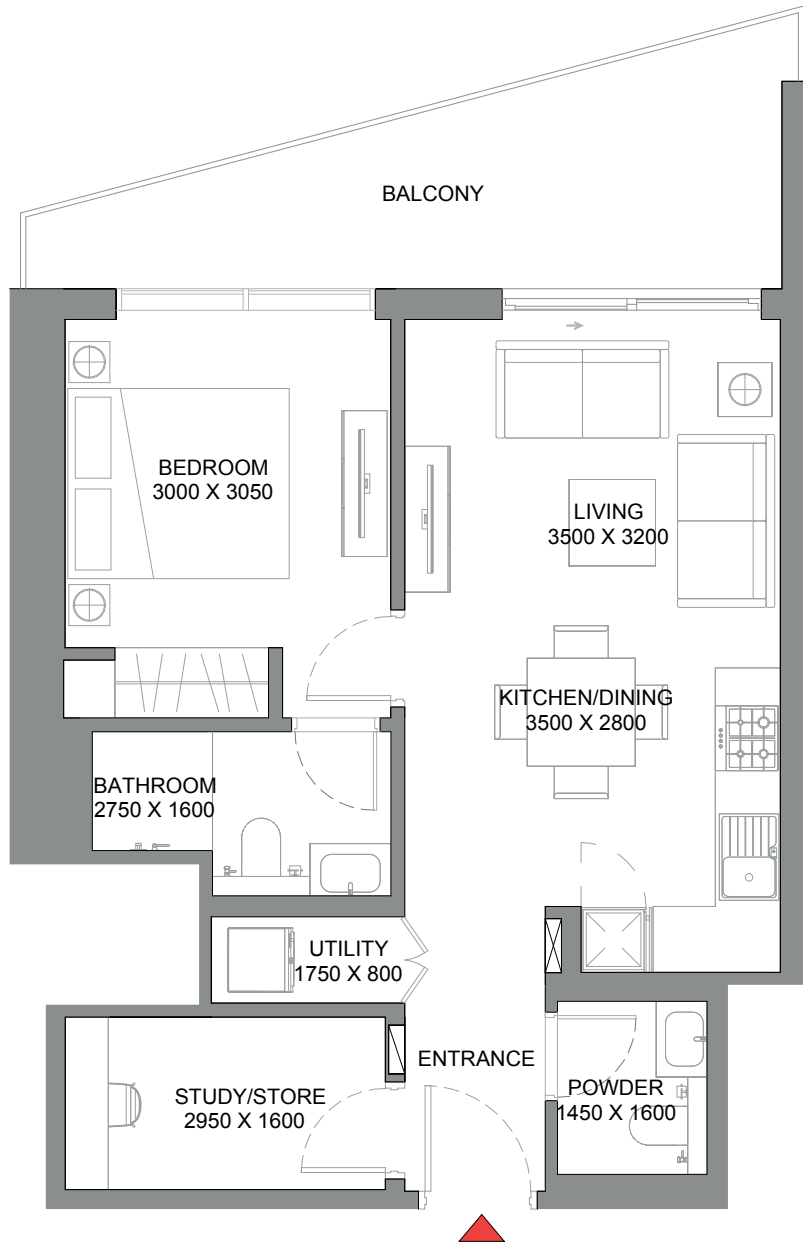 BALCONY
BEDROOM
3000 X 3050
LIVING
3500 X 3200
KITCHEN/DINING
3500 X 2800
BATHROOM
2750 X 1600
UTILITY
1750 X 800
ENTRANCE
STUDY/STORE
2950 X 1600
POWDER
1450 X 1600